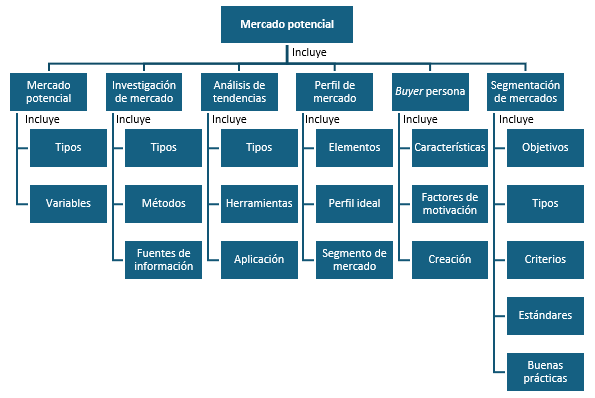 Mercado potencial
Incluye
Mercado
potencial
Investigación
de mercado
Análisis de
tendencias
Perfil de
mercado
Buyer persona
Segmentación
de mercados
Incluye
Incluye
Incluye
Incluye
Incluye
Incluye
Tipos
Tipos
Tipos
Elementos
Características
Objetivos
Variables
Métodos
Herramientas
Perfil ideal
Factores de
motivación
Tipos
Fuentes de
información
Aplicación
Segmento de
mercado
Creación
Criterios
Estándares
Buenas
prácticas